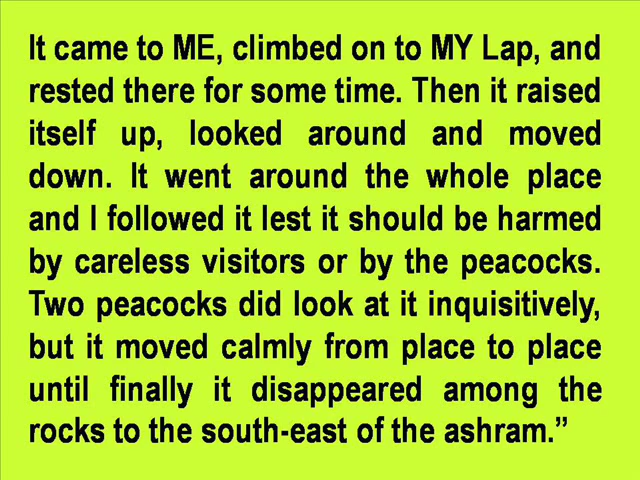 It came to ME, climbed on to MY Lap, and
rested there for some time. Then it raised
itself up, looked around and moved
down. It went around the whole place
and I followed it lest it should be harmed
by careless visitors or by the peacocks.
Two peacocks did look at it inquisitively,
but it moved calmly from place to place
until finally it disappeared among the
rocks to the south-east of the ashram.”